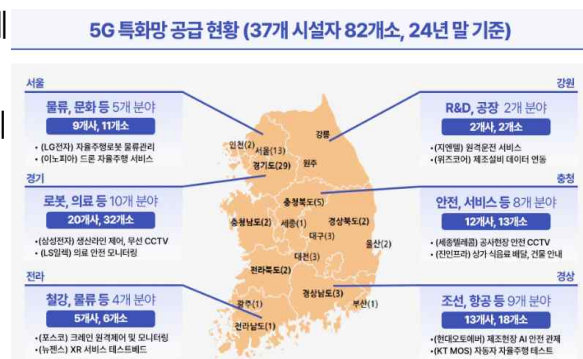 5G 특화망 공급 현황 (37개 시설자 82개소, 24년 말 기준)
서울
물류, 문화 등 5개 분야
9개사, 11개소
• (LG전자) 자율주행로봇 물류관리
• (이노피아) 드론 자율주행 서비스
강원
R&D, 공장 2개 분야
2개사, 2개소
• (지엔텔) 원격운전 서비스
• (위즈코어) 제조설비 데이터 연동
경기
로봇, 의료 등 10개 분야
20개사, 32개소
• (삼성전자) 생산라인 제어, 무선 CCTV
• (LS일렉) 의료 안전 모니터링
충청
안전, 서비스 등 8개 분야
12개사, 13개소
• (세종텔레콤) 공사현장 안전 CCTV
• (잔인프라) 상가 식음료 배달, 건물 안내
전라
철강, 물류 등 4개 분야
5개사, 6개소
• (포스코) 크레인 원격제어 및 모니터링
• (뉴젠스) XR 서비스 테스트베드
경상
조선, 항공 등 9개 분야
13개사, 18개소
• (현대오토에버) 제조현장 AI 안전 관제
• (KT MOS) 자동차 자율주행 테스트
강릉
인천(2)
서울(13)
경기도(29)
원주
충청북도(5)
충청남도(2)
세종(1)
경상북도(2)
대구(3)
울산(2)
대전(3)
전라북도(2)
경상남도(3)
광주(1)
부산(1)
전라남도(1)